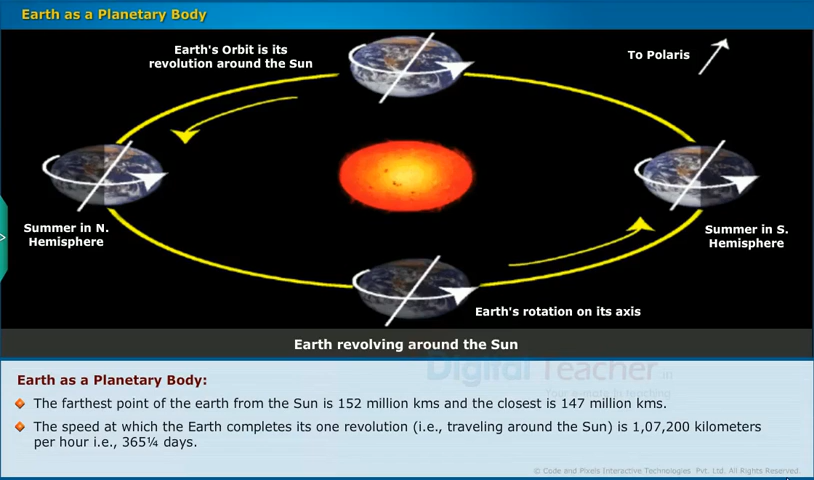 Earth as a Planetary Body
Earth's Orbit is its
revolution around the Sun
To Polaris
Summer in N.
Hemisphere
Summer in S.
Hemisphere
Earth's rotation on its axis
Earth revolving around the Sun
Digital Teacher
Earth as a Planetary Body:
The farthest point of the earth from the Sun is 152 million kms and the closest is 147 million kms.
The speed at which the Earth completes its one revolution (i.e., traveling around the Sun) is 1,07,200 kilometers
per hour i.e., 365¼ days.
© Code and Pixels Interactive Technologies Pvt. Ltd. All Rights Reserved.